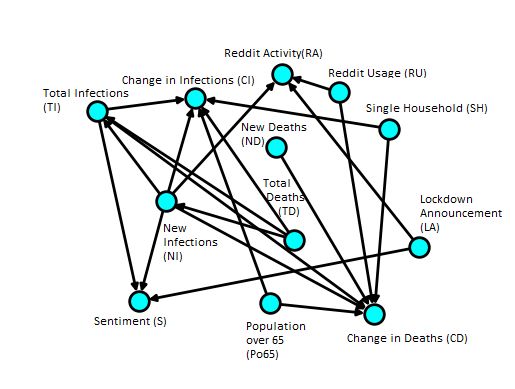 Reddit Activity(RA)
Change in Infections (CI)
Reddit Usage (RU)
Total Infections
(TI)
Single Household (SH)
New Deaths
(ND)
Total
Deaths
(TD)
Lockdown
Announcement
(LA)
New
Infections
(NI)
Sentiment (S)
Population
over 65
(Po65)
Change in Deaths (CD)